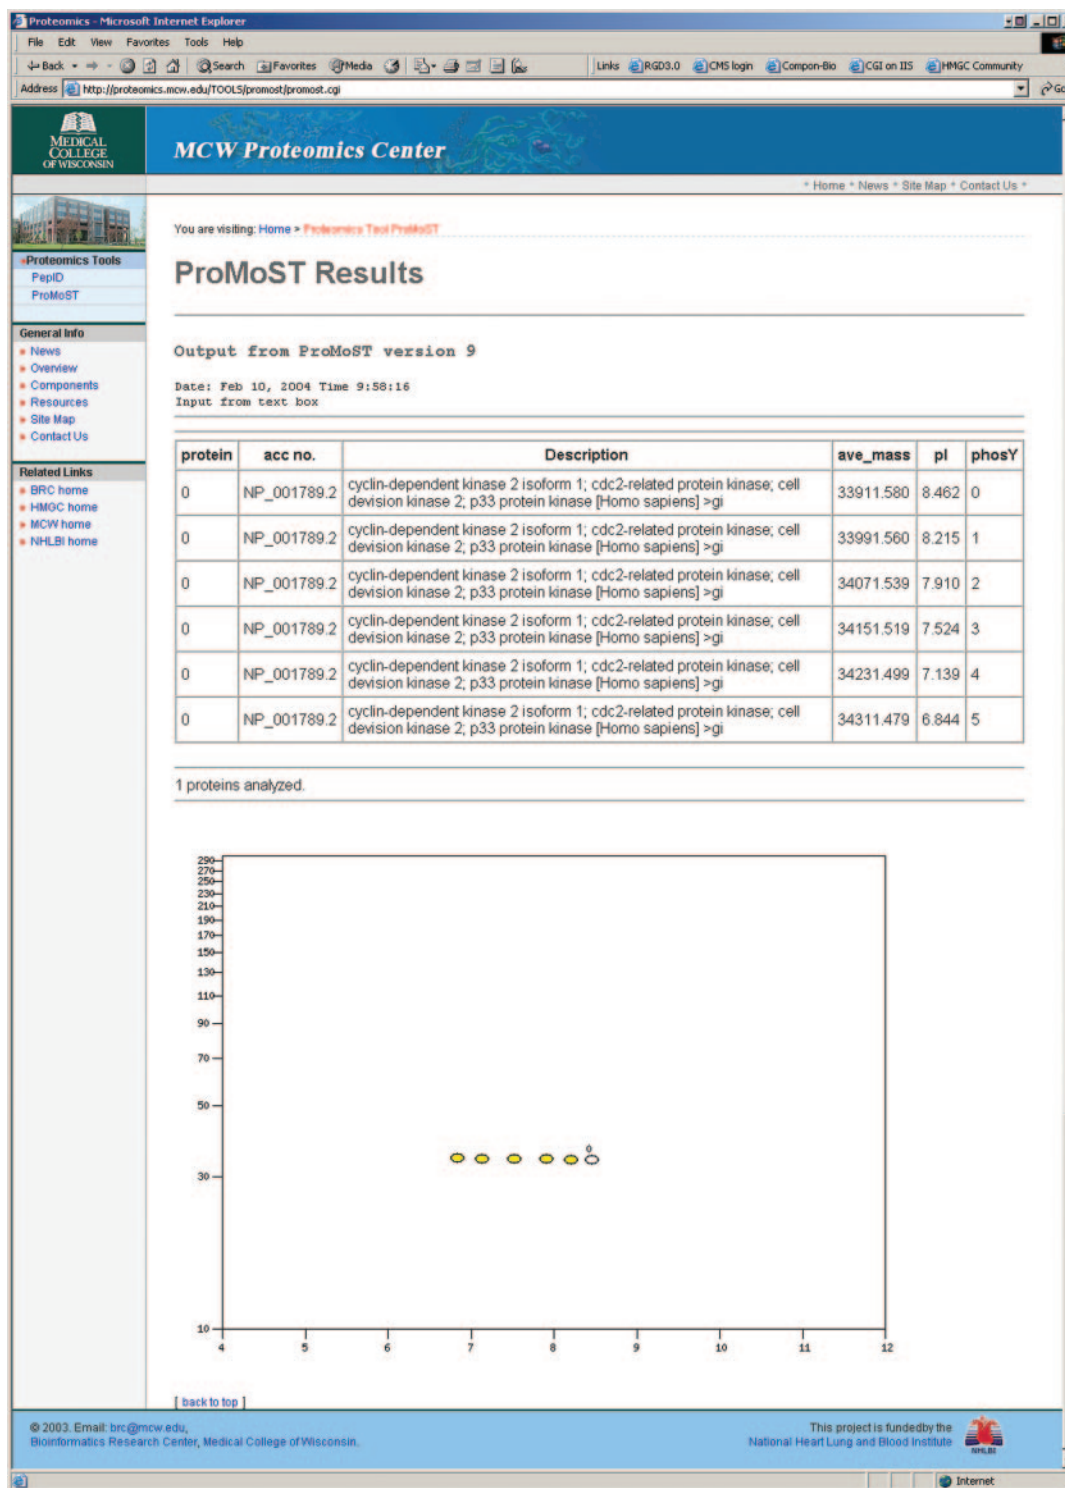 Proteomics - Microsoft Internet Explorer
File Edit View Favorites Tools Help
Back Search Favorites Media Links RGD3.0 CMS login Compon-Bio CGI on IIS HMGC Community
Address http://proteomics.mcw.edu/TOOLS/promost/promost.cgi Go
MEDICAL
COLLEGE
OF WISCONSIN
MCW Proteomics Center
* Home * News * Site Map * Contact Us *
You are visiting: Home > Proteomics Tool ProMoST
Proteomics Tools
PepID
ProMoST
General Info
News
Overview
Components
Resources
Site Map
Contact Us
Related Links
BRC home
HMGC home
MCW home
NHLBI home
ProMoST Results
Output from ProMoST version 9
Date: Feb 10, 2004 Time 9:58:16
Input from text box
protein acc no. Description ave_mass pI phosY
0 NP_001789.2 cyclin-dependent kinase 2 isoform 1; cdc2-related protein kinase; cell 33911.580 8.462 0
devision kinase 2; p33 protein kinase [Homo sapiens] >gi
0 NP_001789.2 cyclin-dependent kinase 2 isoform 1; cdc2-related protein kinase; cell 33991.560 8.215 1
devision kinase 2; p33 protein kinase [Homo sapiens] >gi
0 NP_001789.2 cyclin-dependent kinase 2 isoform 1; cdc2-related protein kinase; cell 34071.539 7.910 2
devision kinase 2; p33 protein kinase [Homo sapiens] >gi
0 NP_001789.2 cyclin-dependent kinase 2 isoform 1; cdc2-related protein kinase; cell 34151.519 7.524 3
devision kinase 2; p33 protein kinase [Homo sapiens] >gi
0 NP_001789.2 cyclin-dependent kinase 2 isoform 1; cdc2-related protein kinase; cell 34231.499 7.139 4
devision kinase 2; p33 protein kinase [Homo sapiens] >gi
0 NP_001789.2 cyclin-dependent kinase 2 isoform 1; cdc2-related protein kinase; cell 34311.479 6.844 5
devision kinase 2; p33 protein kinase [Homo sapiens] >gi
1 proteins analyzed.
290
270
250
230
210
190
170
150
130
110
90
70
50
0
30
10
4 5 6 7 8 9 10 11 12
[ back to top ]
© 2003. Email: brc@mcw.edu,
Bioinformatics Research Center, Medical College of Wisconsin.
This project is fundedby the
National Heart Lung and Blood Institute
NHLBI
Internet